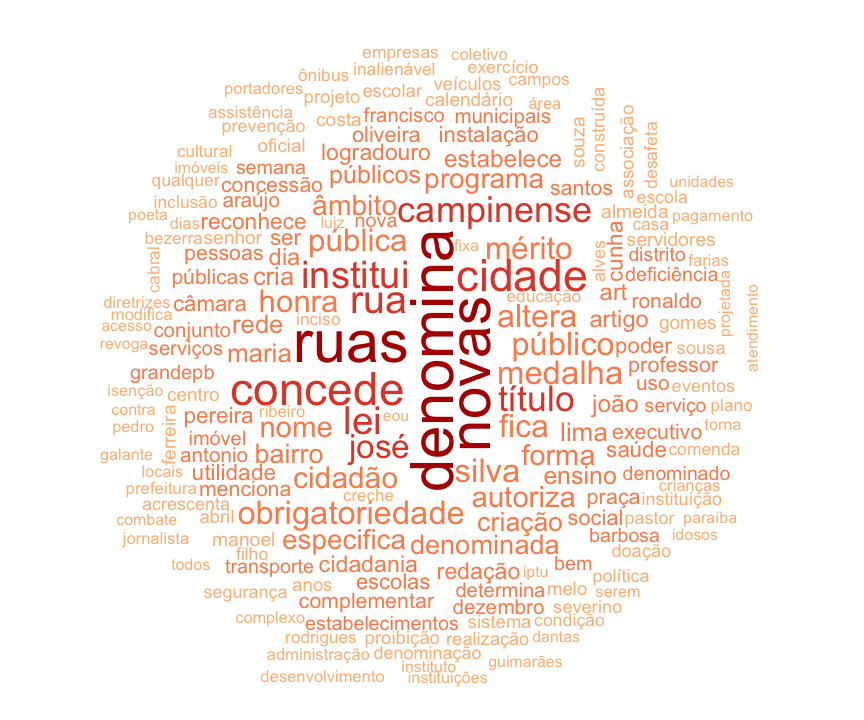 empresas coletivo
ônibus inalienável exercício
portadores escolar veículos campos
projeto calendário área
assistência costa francisco municipais
prevenção oliveira instalação souza construída associação desafeta
cultural oficial logradouro estabelece
imóveis semana públicos programa santos unidades
qualquer concessão escola
inclusão araújo âmbito campinense almeida pagamento
poeta dias reconhece luiz nova casa
bezerra senhor ser pública fixa mérito alves cunha servidores
cabral pessoas dia distrito farias
públicas cria institui cidade deficiência
diretrizes câmara honra rua educação art ronaldo projetada
modifica inciso altera artigo gomes
acesso conjunto rede denomina novas
revoga serviços maria ruas público poder sousa atendimento
grandepb medalha professor
isenção centro concede título uso eventos
contra pereira ribeiro lei eou fica joão serviço plano
pedro ferreira imóvel nome josé lima executivo torna
galante antonio bairro forma saúde comenda
locais utilidade cidadão silva ensino denominado
prefeitura menciona creche autoriza praça crianças
acrescenta instituição
combate abril obrigatoriedade criação social pastor paraíba
jornalista manoel especifica denominada barbosa idosos
filho doação
todos transporte cidadania redação iptu bem política
segurança anos escolas determina melo serem
complementar dezembro severino
complexo estabelecimentos sistema condição
rodrigues proibição realização dantas
administração denominação
instituto guimarães
desenvolvimento instituições